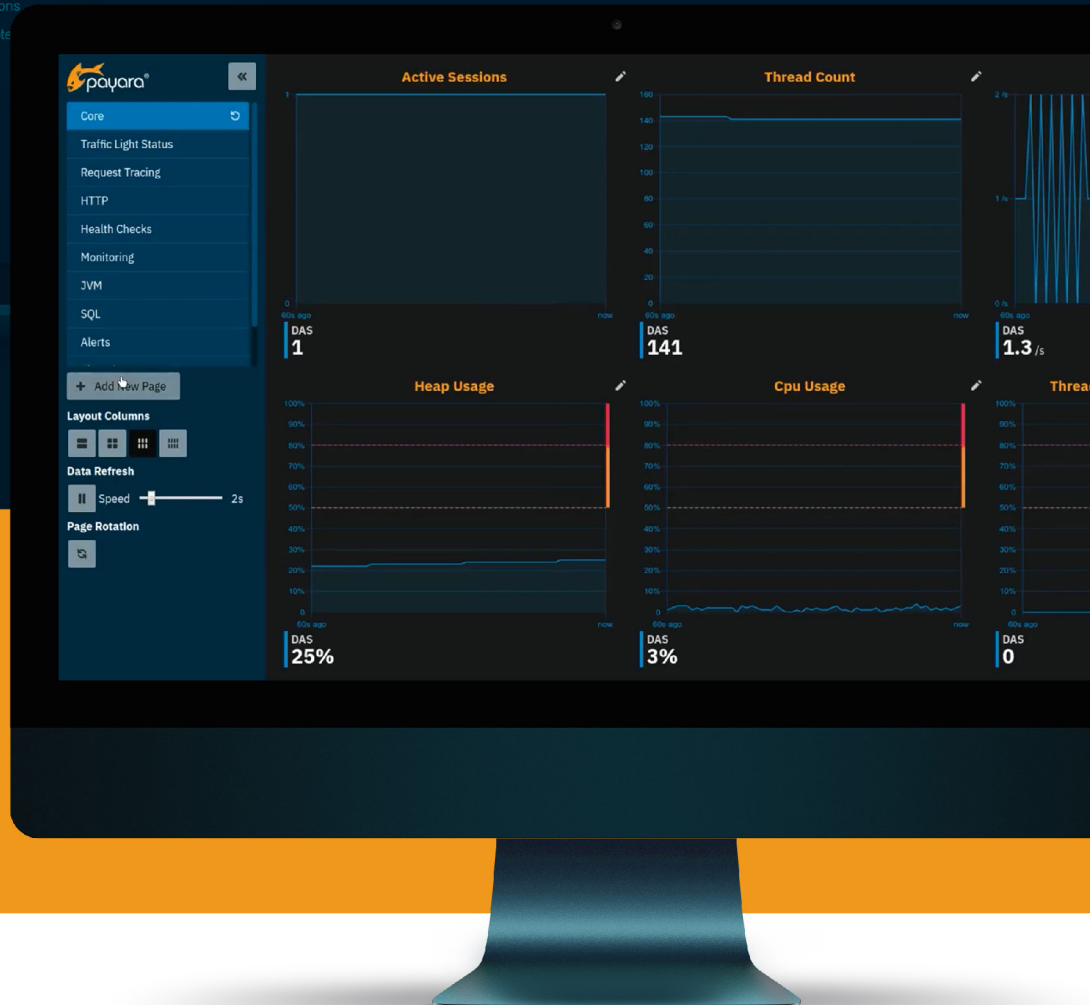 ons
payara®
Core
Traffic Light Status
Request Tracing
HTTP
Health Checks
Monitoring
JVM
SQL
Alerts
+ Add New Page
Layout Columns
Data Refresh
Speed 2s
Page Rotation
Active Sessions
1
0
60s ago now
DAS
1
Thread Count
160
140
120
100
80
60
40
20
0
60s ago now
DAS
141
2 /s
1 /s
0 /s
60s ago
DAS
1.3 /s
Heap Usage
100%
90%
80%
70%
60%
50%
40%
30%
20%
10%
0
60s ago now
DAS
25%
Cpu Usage
100%
90%
80%
70%
60%
50%
40%
30%
20%
10%
0
60s ago now
DAS
3%
Threa
100%
90%
80%
70%
60%
50%
40%
30%
20%
10%
0
60s ago
DAS
0